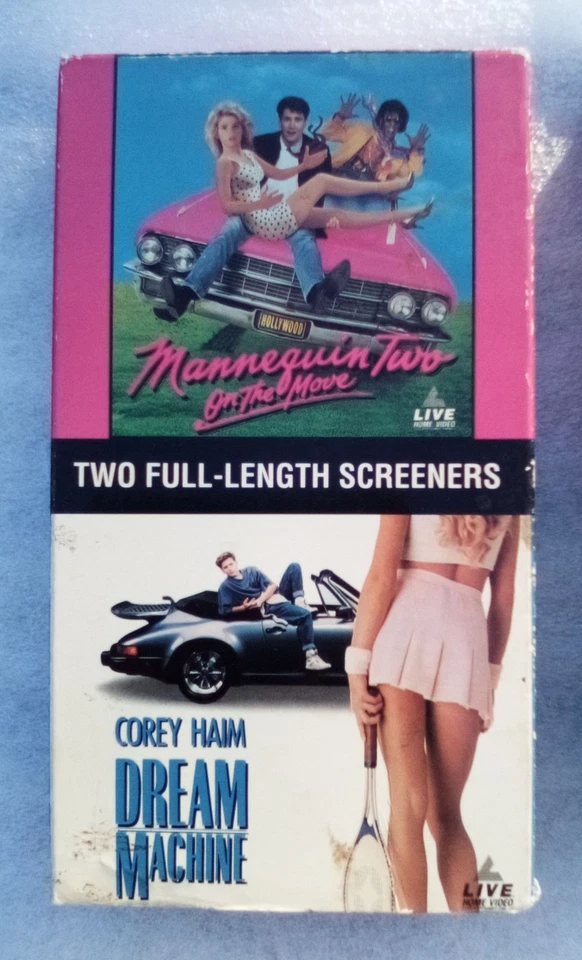 HOLLYWOOD
Mannequin Two
On The Move
LIVE
HOME VIDEO
TWO FULL-LENGTH SCREENERS
COREY HAIM
DREAM
MACHINE
LIVE
HOME VIDEO